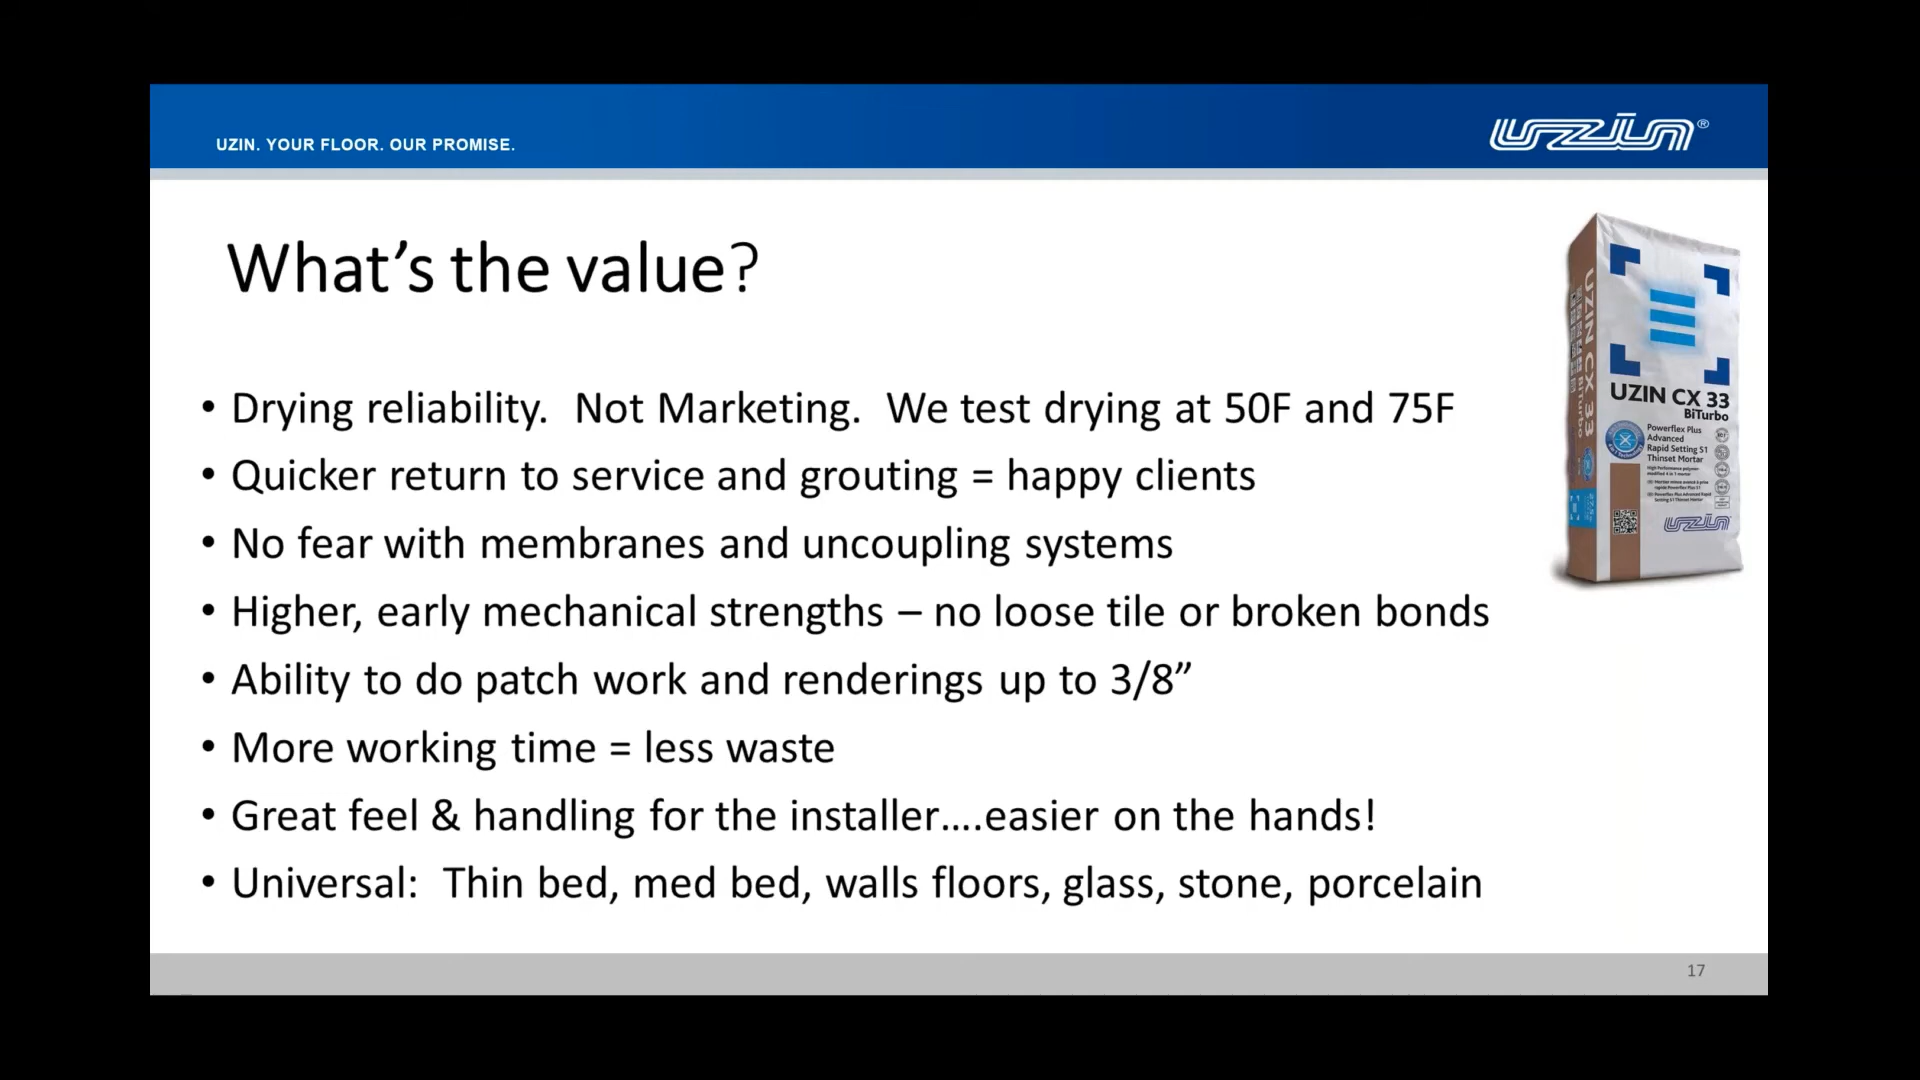 UZIN. YOUR FLOOR. OUR PROMISE.
uzin®
What's the value?
• Drying reliability.  Not Marketing.  We test drying at 50F and 75F
• Quicker return to service and grouting = happy clients
• No fear with membranes and uncoupling systems
• Higher, early mechanical strengths – no loose tile or broken bonds
• Ability to do patch work and renderings up to 3/8”
• More working time = less waste
• Great feel & handling for the installer….easier on the hands!
• Universal:  Thin bed, med bed, walls floors, glass, stone, porcelain
UZIN CX 33
UZIN CX 33
BiTurbo
Powerflex Plus
Advanced
Rapid Setting S1
Thinset Mortar
uzin
17